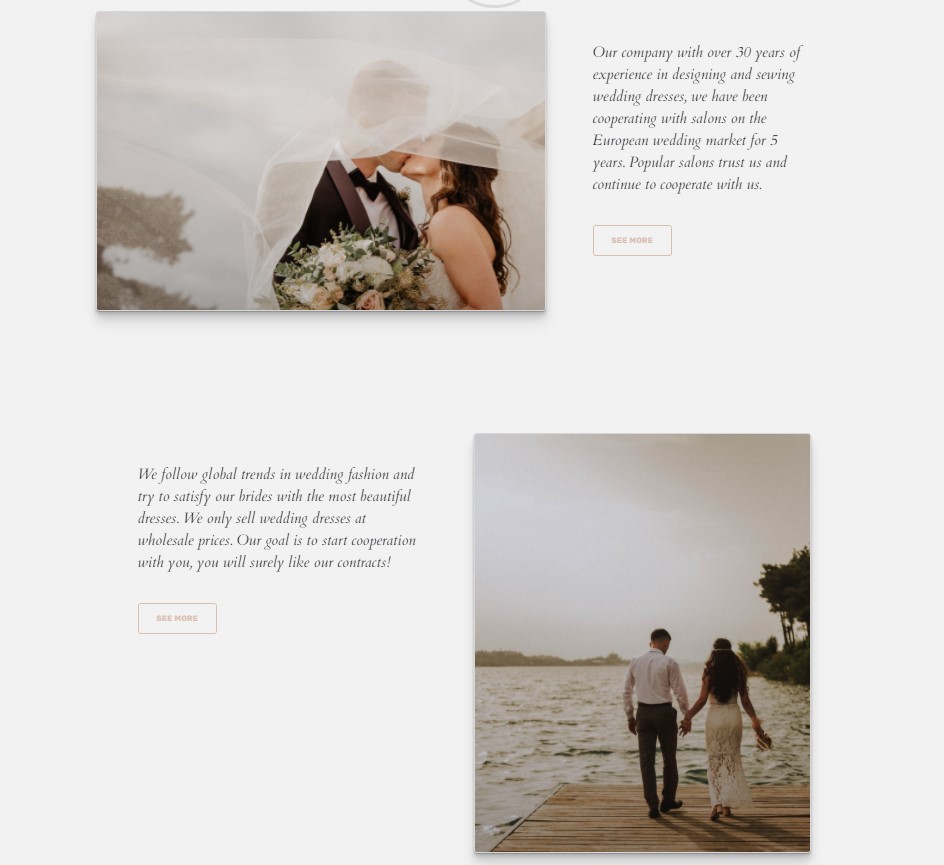 Our company with over 30 years of
experience in designing and sewing
wedding dresses, we have been
cooperating with salons on the
European wedding market for 5
years. Popular salons trust us and
continue to cooperate with us.
SEE MORE
We follow global trends in wedding fashion and
try to satisfy our brides with the most beautiful
dresses. We only sell wedding dresses at
wholesale prices. Our goal is to start cooperation
with you, you will surely like our contracts!
SEE MORE